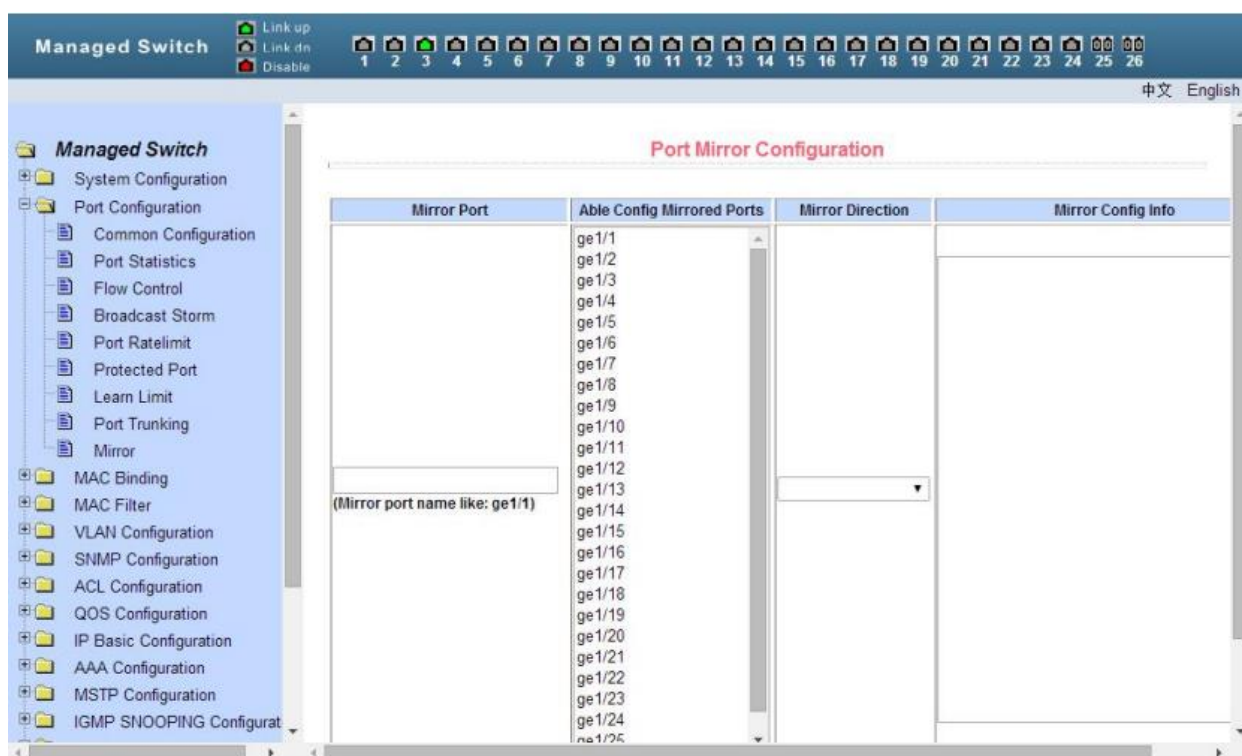 Managed Switch
Link up
Link dn
Disable
1 2 3 4 5 6 7 8 9 10 11 12 13 14 15 16 17 18 19 20 21 22 23 24 25 26
中文 English
Managed Switch
System Configuration
Port Configuration
Common Configuration
Port Statistics
Flow Control
Broadcast Storm
Port Ratelimit
Protected Port
Learn Limit
Port Trunking
Mirror
MAC Binding
MAC Filter
VLAN Configuration
SNMP Configuration
ACL Configuration
QOS Configuration
IP Basic Configuration
AAA Configuration
MSTP Configuration
IGMP SNOOPING Configurat
Port Mirror Configuration
Mirror Port Able Config Mirrored Ports Mirror Direction Mirror Config Info
(Mirror port name like: ge1/1)
ge1/1
ge1/2
ge1/3
ge1/4
ge1/5
ge1/6
ge1/7
ge1/8
ge1/9
ge1/10
ge1/11
ge1/12
ge1/13
ge1/14
ge1/15
ge1/16
ge1/17
ge1/18
ge1/19
ge1/20
ge1/21
ge1/22
ge1/23
ge1/24
ge1/25